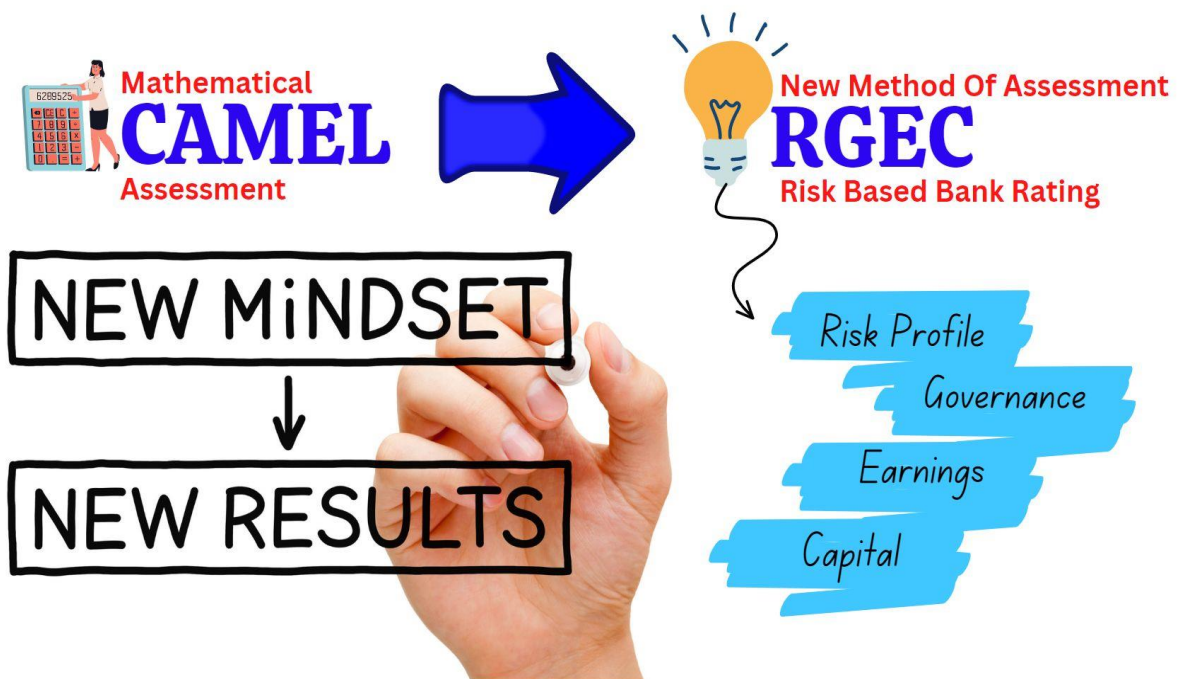 Mathematical
CAMEL
Assessment
6289525
New Method Of Assessment
RGEC
Risk Based Bank Rating
NEW MiNDSET
NEW RESULTS
Risk Profile
Governance
Earnings
Capital